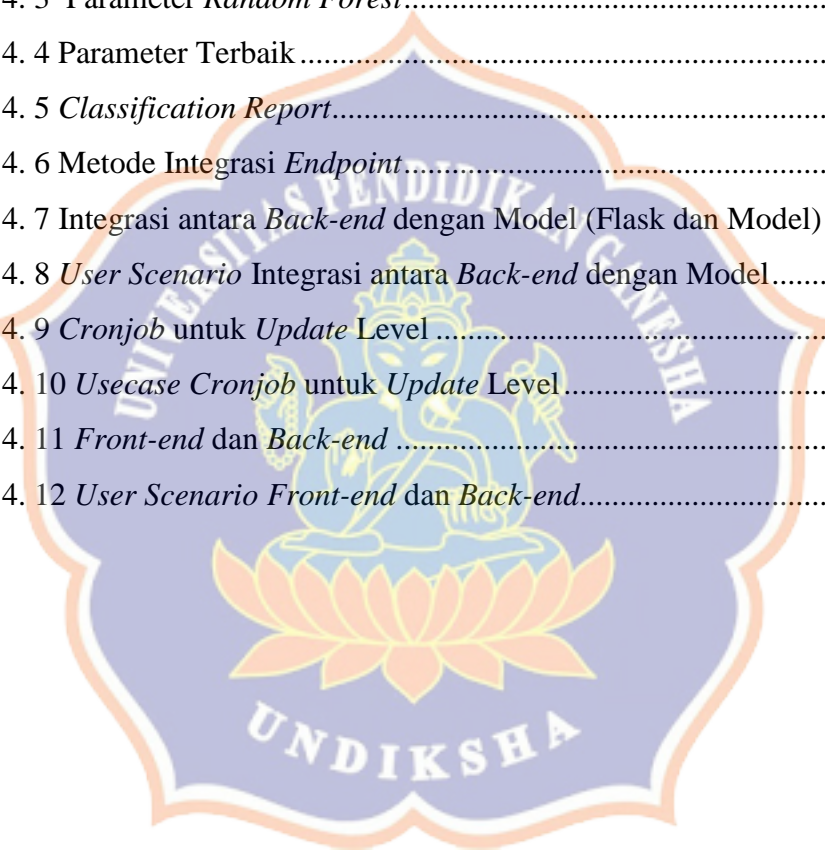 4. 3 Parameter Random Forest....................................................
4. 4 Parameter Terbaik................................................................
4. 5 Classification Report.............................................................
4. 6 Metode Integrasi Endpoint.....................................................
4. 7 Integrasi antara Back-end dengan Model (Flask dan Model)
4. 8 User Scenario Integrasi antara Back-end dengan Model.......
4. 9 Cronjob untuk Update Level..................................................
4. 10 Usecase Cronjob untuk Update Level.................................
4. 11 Front-end dan Back-end......................................................
4. 12 User Scenario Front-end dan Back-end...............................
UNIVERSITAS PENDIDIKAN GANESHA
UNDIKSHA